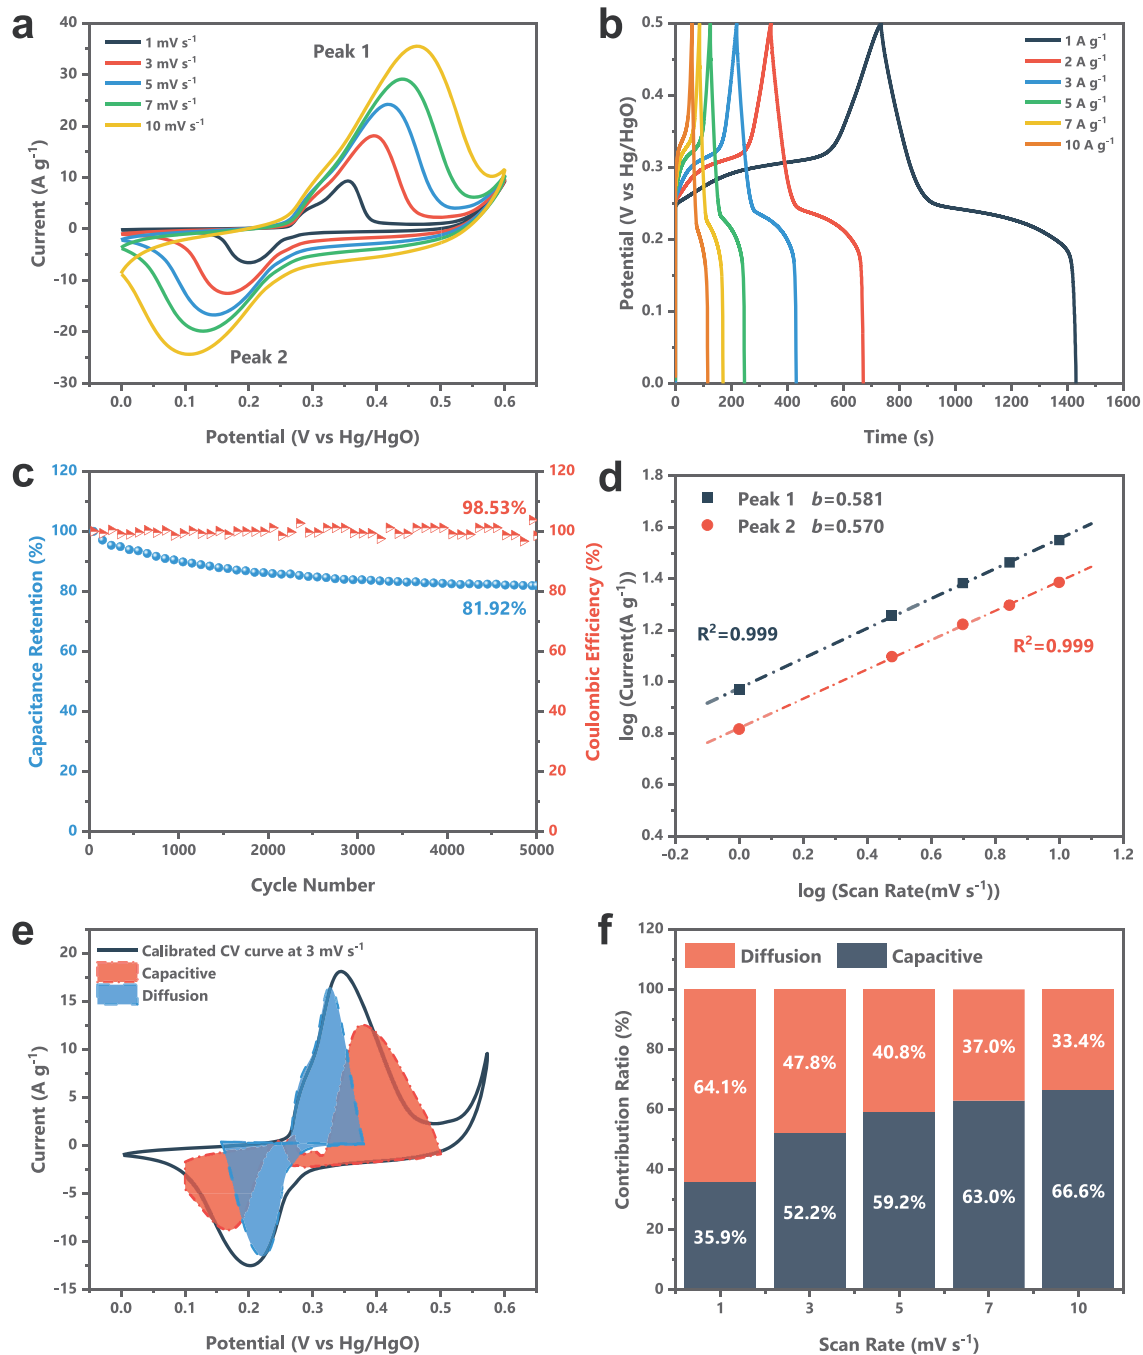 a
40
30
20
10
0
-10
-20
-30
Current (A g⁻¹)
1 mV s⁻¹
3 mV s⁻¹
5 mV s⁻¹
7 mV s⁻¹
10 mV s⁻¹
Peak 1
Peak 2
0.0 0.1 0.2 0.3 0.4 0.5 0.6
Potential (V vs Hg/HgO)
b
0.5
0.4
0.3
0.2
0.1
0.0
Potential (V vs Hg/HgO)
1 A g⁻¹
2 A g⁻¹
3 A g⁻¹
5 A g⁻¹
7 A g⁻¹
10 A g⁻¹
0 200 400 600 800 1000 1200 1400 1600
Time (s)
c
120
100
80
60
40
20
0
Capacitance Retention (%)
98.53%
81.92%
120
100
80
60
40
20
0
Coulombic Efficiency (%)
0 1000 2000 3000 4000 5000
Cycle Number
d
1.8
1.6
1.4
1.2
1.0
0.8
0.6
0.4
log (Current(A g⁻¹))
Peak 1 b=0.581
Peak 2 b=0.570
R²=0.999
R²=0.999
-0.2 0.0 0.2 0.4 0.6 0.8 1.0 1.2
log (Scan Rate(mV s⁻¹))
e
20
15
10
5
0
-5
-10
-15
Current (A g⁻¹)
Calibrated CV curve at 3 mV s⁻¹
Capacitive
Diffusion
0.0 0.1 0.2 0.3 0.4 0.5 0.6
Potential (V vs Hg/HgO)
f
120
100
80
60
40
20
0
Contribution Ratio (%)
Diffusion Capacitive
64.1% 47.8% 40.8% 37.0% 33.4%
35.9% 52.2% 59.2% 63.0% 66.6%
1 3 5 7 10
Scan Rate (mV s⁻¹)